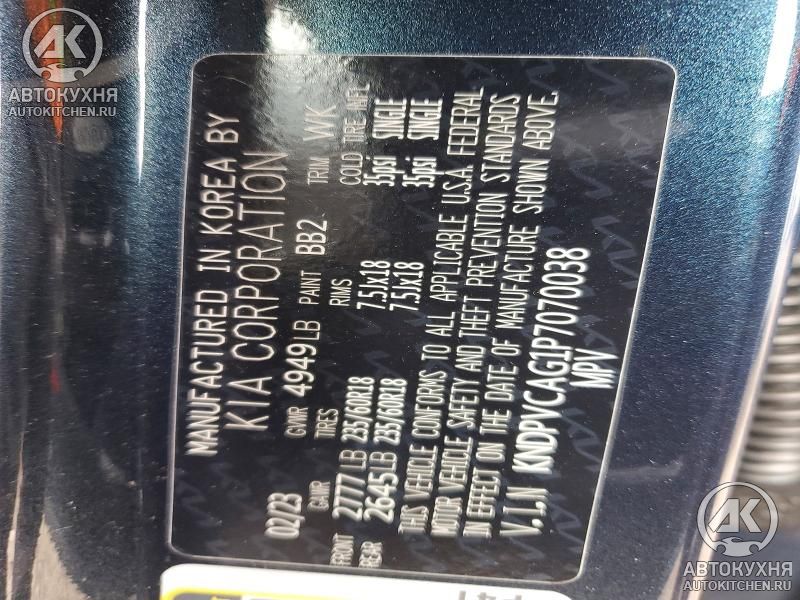 АВТОКУХНЯ
AUTOKITCHEN.RU
MANUFACTURED IN KOREA BY
KIA CORPORATION
02/23 GVWR 4949LB PAINT BB2 TRIM WK
GAWR TIRES RIMS COLD TIRE INFL
FRONT 2777LB 235/60R18 7.5Jx18 35psi SINGLE
REAR 2645LB 235/60R18 7.5Jx18 35psi SINGLE
THIS VEHICLE CONFORMS TO ALL APPLICABLE U.S.A. FEDERAL
MOTOR VEHICLE SAFETY AND THEFT PREVENTION STANDARDS
IN EFFECT ON THE DATE OF MANUFACTURE SHOWN ABOVE.
V.I.N KNDPVCAG1P7070038
MPV
АВТОКУХНЯ
AUTOKITCHEN.RU